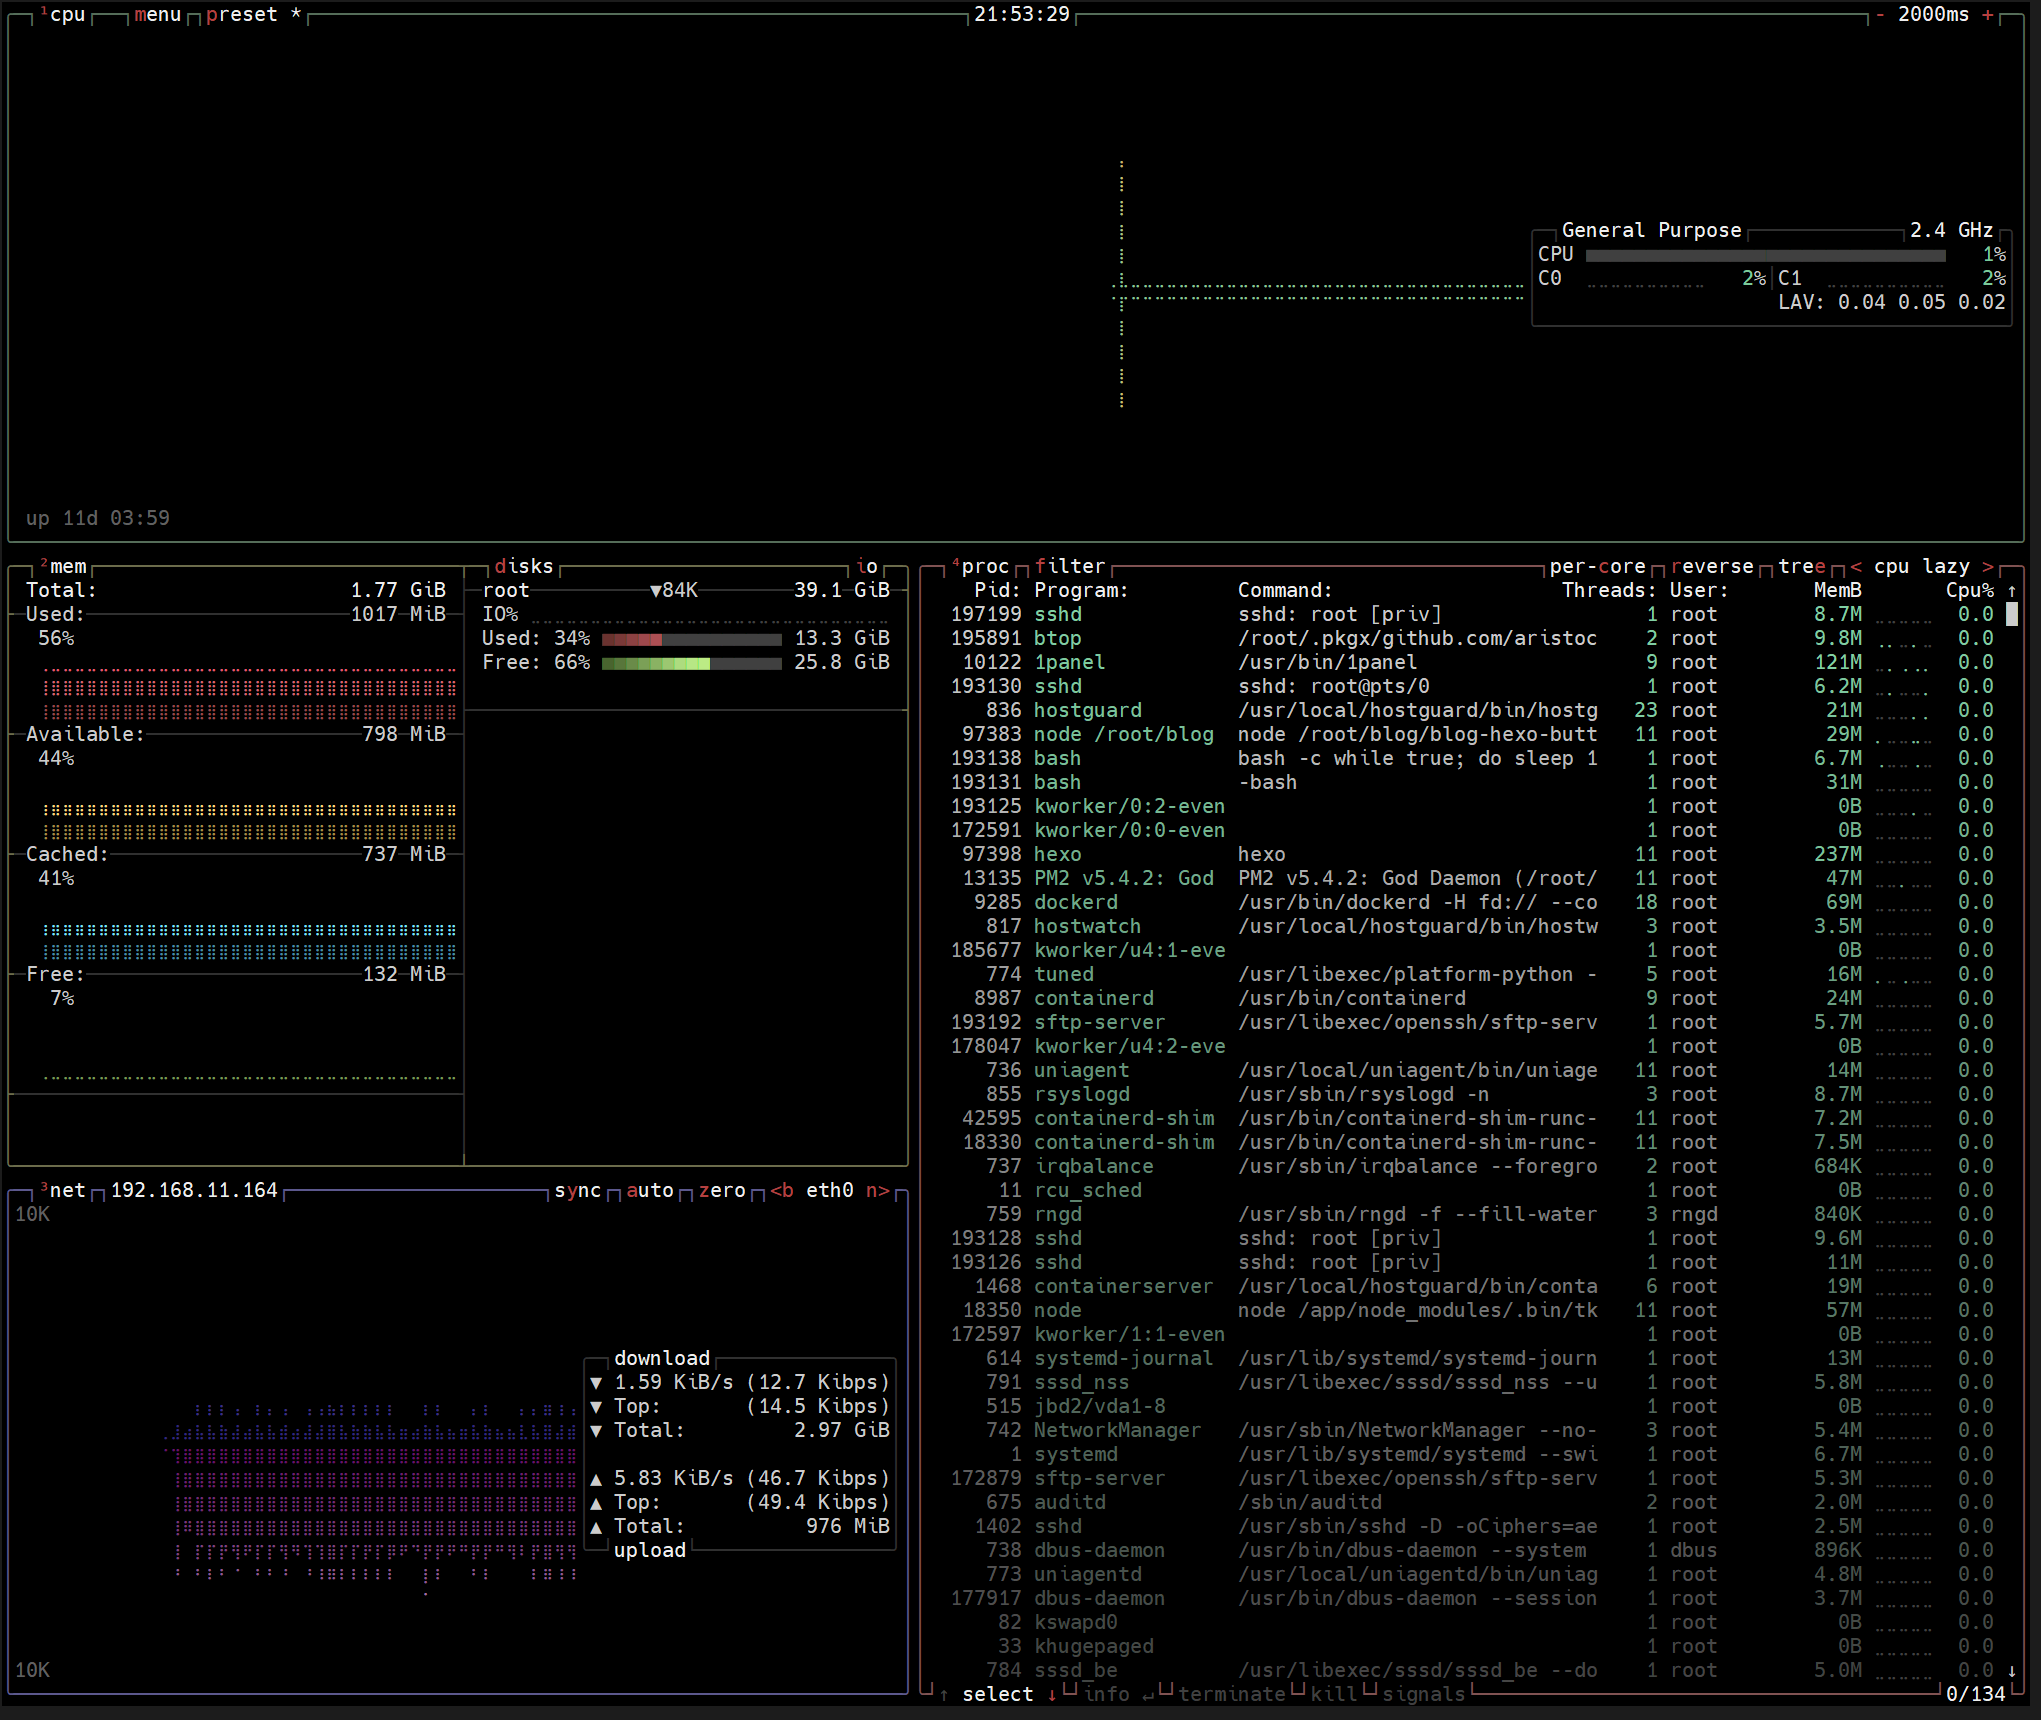 ¹cpu menu preset * 21:53:29 - 2000ms +
General Purpose 2.4 GHz
CPU 1%
C0 2% C1 2%
LAV: 0.04 0.05 0.02
up 11d 03:59
²mem
Total: 1.77 GiB
Used: 1017 MiB
56%
Available: 798 MiB
44%
Cached: 737 MiB
41%
Free: 132 MiB
7%
disks io
root ▼84K 39.1 GiB
IO%
Used: 34% 13.3 GiB
Free: 66% 25.8 GiB
³net 192.168.11.164 sync auto zero <b eth0 n>
10K
download
▼ 1.59 KiB/s (12.7 Kibps)
▼ Top: (14.5 Kibps)
▼ Total: 2.97 GiB
▲ 5.83 KiB/s (46.7 Kibps)
▲ Top: (49.4 Kibps)
▲ Total: 976 MiB
upload
10K
⁴proc filter per-core reverse tree < cpu lazy >
Pid: Program: Command: Threads: User: MemB Cpu% ↑
197199 sshd sshd: root [priv] 1 root 8.7M 0.0
195891 btop /root/.pkgx/github.com/aristoc 2 root 9.8M 0.0
10122 1panel /usr/bin/1panel 9 root 121M 0.0
193130 sshd sshd: root@pts/0 1 root 6.2M 0.0
836 hostguard /usr/local/hostguard/bin/hostg 23 root 21M 0.0
97383 node /root/blog node /root/blog/blog-hexo-butt 11 root 29M 0.0
193138 bash bash -c while true; do sleep 1 1 root 6.7M 0.0
193131 bash -bash 1 root 31M 0.0
193125 kworker/0:2-even 1 root 0B 0.0
172591 kworker/0:0-even 1 root 0B 0.0
97398 hexo hexo 11 root 237M 0.0
13135 PM2 v5.4.2: God PM2 v5.4.2: God Daemon (/root/ 11 root 47M 0.0
9285 dockerd /usr/bin/dockerd -H fd:// --co 18 root 69M 0.0
817 hostwatch /usr/local/hostguard/bin/hostw 3 root 3.5M 0.0
185677 kworker/u4:1-eve 1 root 0B 0.0
774 tuned /usr/libexec/platform-python - 5 root 16M 0.0
8987 containerd /usr/bin/containerd 9 root 24M 0.0
193192 sftp-server /usr/libexec/openssh/sftp-serv 1 root 5.7M 0.0
178047 kworker/u4:2-eve 1 root 0B 0.0
736 uniagent /usr/local/uniagent/bin/uniage 11 root 14M 0.0
855 rsyslogd /usr/sbin/rsyslogd -n 3 root 8.7M 0.0
42595 containerd-shim /usr/bin/containerd-shim-runc- 11 root 7.2M 0.0
18330 containerd-shim /usr/bin/containerd-shim-runc- 11 root 7.5M 0.0
737 irqbalance /usr/sbin/irqbalance --foregro 2 root 684K 0.0
11 rcu_sched 1 root 0B 0.0
759 rngd /usr/sbin/rngd -f --fill-water 3 rngd 840K 0.0
193128 sshd sshd: root [priv] 1 root 9.6M 0.0
193126 sshd sshd: root [priv] 1 root 11M 0.0
1468 containerserver /usr/local/hostguard/bin/conta 6 root 19M 0.0
18350 node node /app/node_modules/.bin/tk 11 root 57M 0.0
172597 kworker/1:1-even 1 root 0B 0.0
614 systemd-journal /usr/lib/systemd/systemd-journ 1 root 13M 0.0
791 sssd_nss /usr/libexec/sssd/sssd_nss --u 1 root 5.8M 0.0
515 jbd2/vda1-8 1 root 0B 0.0
742 NetworkManager /usr/sbin/NetworkManager --no- 3 root 5.4M 0.0
1 systemd /usr/lib/systemd/systemd --swi 1 root 6.7M 0.0
172879 sftp-server /usr/libexec/openssh/sftp-serv 1 root 5.3M 0.0
675 auditd /sbin/auditd 2 root 2.0M 0.0
1402 sshd /usr/sbin/sshd -D -oCiphers=ae 1 root 2.5M 0.0
738 dbus-daemon /usr/bin/dbus-daemon --system 1 dbus 896K 0.0
773 uniagentd /usr/local/uniagentd/bin/uniag 1 root 4.8M 0.0
177917 dbus-daemon /usr/bin/dbus-daemon --session 1 root 3.7M 0.0
82 kswapd0 1 root 0B 0.0
33 khugepaged 1 root 0B 0.0
784 sssd_be /usr/libexec/sssd/sssd_be --do 1 root 5.0M 0.0 ↓
↑ select ↓ info ↵ terminate kill signals 0/134